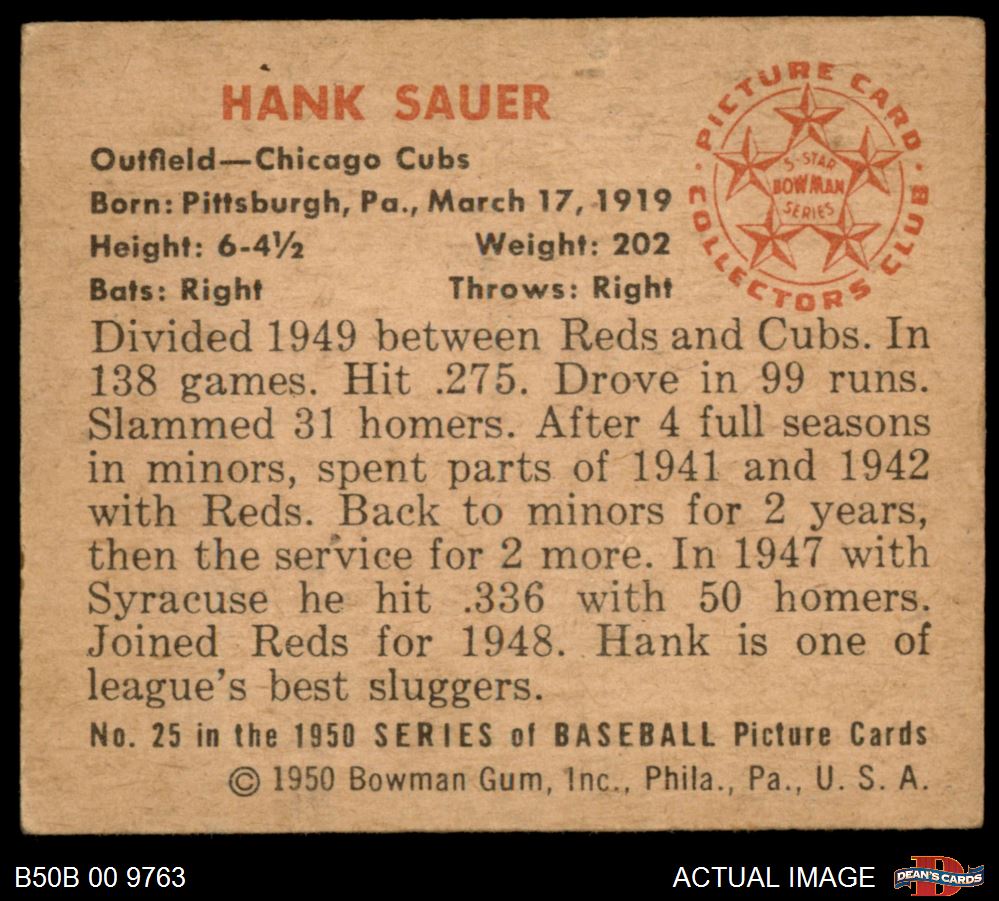 HANK SAUER
Outfield—Chicago Cubs
Born: Pittsburgh, Pa., March 17, 1919
Height: 6-4½ Weight: 202
Bats: Right Throws: Right
PICTURE CARD COLLECTORS CLUB
5-STAR
BOWMAN
SERIES
Divided 1949 between Reds and Cubs. In
138 games. Hit .275. Drove in 99 runs.
Slammed 31 homers. After 4 full seasons
in minors, spent parts of 1941 and 1942
with Reds. Back to minors for 2 years,
then the service for 2 more. In 1947 with
Syracuse he hit .336 with 50 homers.
Joined Reds for 1948. Hank is one of
league's best sluggers.
No. 25 in the 1950 SERIES of BASEBALL Picture Cards
© 1950 Bowman Gum, Inc., Phila., Pa., U. S. A.
B50B 00 9763
ACTUAL IMAGE
D
DEAN'S CARDS